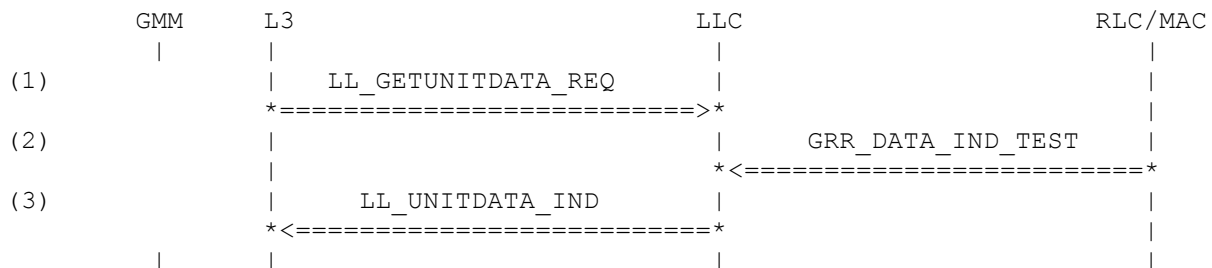 GMM L3 LLC RLC/MAC
| | | |
(1) | LL_GETUNITDATA_REQ | |
*==========================>* |
(2) | | GRR_DATA_IND_TEST |
| *<=========================*
(3) | LL_UNITDATA_IND | |
*<==========================* |
| | | |